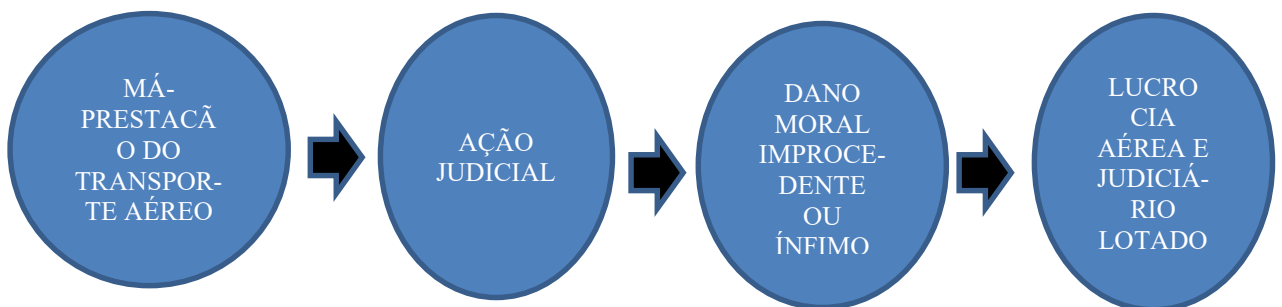 MÁ-
PRESTACÃ
O DO
TRANSPOR-
TE AÉREO
AÇÃO
JUDICIAL
DANO
MORAL
IMPROCE-
DENTE
OU
ÍNFIMO
LUCRO
CIA
AÉREA E
JUDICIÁ-
RIO
LOTADO